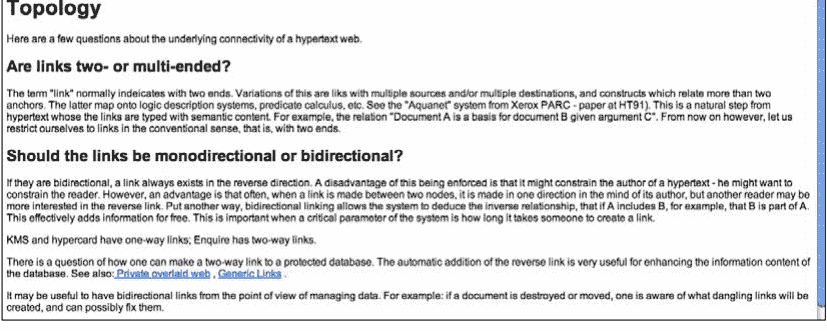 Topology
Here are a few questions about the underlying connectivity of a hypertext web.
Are links two- or multi-ended?
The term "link" normally indeicates with two ends. Variations of this are liks with multiple sources and/or multiple destinations, and constructs which relate more than two
anchors. The latter map onto logic description systems, predicate calculus, etc. See the "Aquanet" system from Xerox PARC - paper at HT91). This is a natural step from
hypertext whose the links are typed with semantic content. For example, the relation "Document A is a basis for document B given argument C". From now on however, let us
restrict ourselves to links in the conventional sense, that is, with two ends.
Should the links be monodirectional or bidirectional?
If they are bidirectional, a link always exists in the reverse direction. A disadvantage of this being enforced is that it might constrain the author of a hypertext - he might want to
constrain the reader. However, an advantage is that often, when a link is made between two nodes, it is made in one direction in the mind of its author, but another reader may be
more interested in the reverse link. Put another way, bidirectional linking allows the system to deduce the inverse relationship, that if A includes B, for example, that B is part of A.
This effectively adds information for free. This is important when a critical parameter of the system is how long it takes someone to create a link.
KMS and hypercard have one-way links; Enquire has two-way links.
There is a question of how one can make a two-way link to a protected database. The automatic addition of the reverse link is very useful for enhancing the information content of
the database. See also: Private overlaid web , Generic Links .
It may be useful to have bidirectional links from the point of view of managing data. For example: if a document is destroyed or moved, one is aware of what dangling links will be
created, and can possibly fix them.